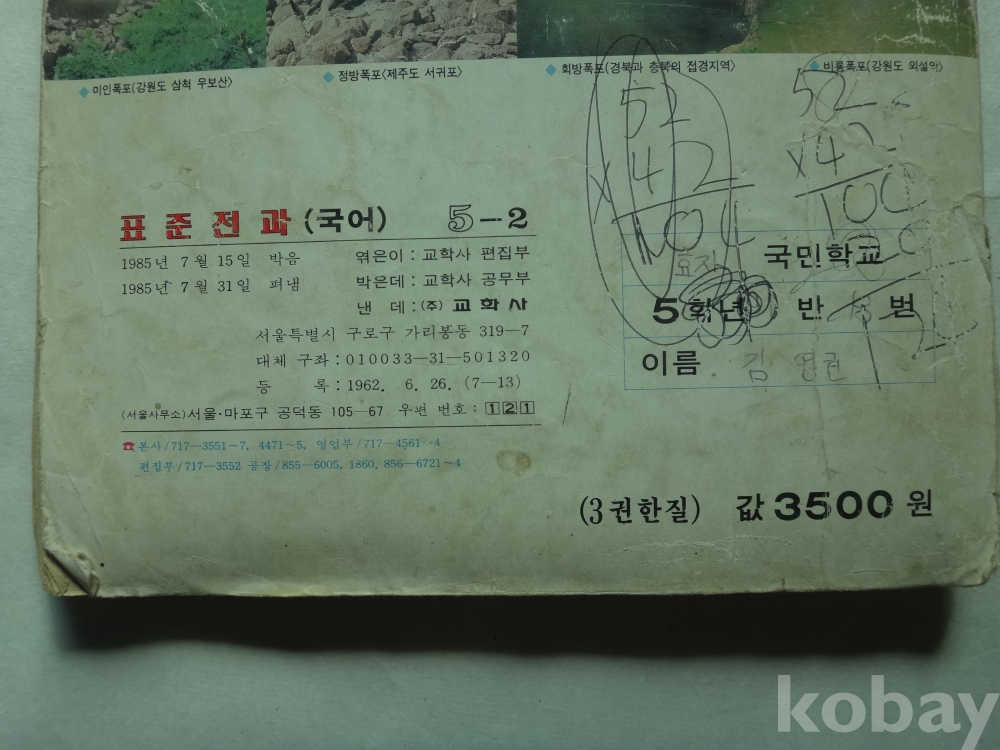 ◆ 미인폭포(강원도 삼척 우보산)
◆ 정방폭포(제주도 서귀포)
◆ 희방폭포(경북과 충북의 접경지역)
◆ 비룡폭포(강원도 외설악)
52
× 42
104
52
×4
표준전과(국어) 5-2
1985년 7월 15일 박음 엮은이 : 교학사 편집부
1985년 7월 31일 펴냄 박은데 : 교학사 공무부
낸 데 : (주) 교학사
서울특별시 구로구 가리봉동 319-7
대체 구좌 : 010033-31-501320
등 록 : 1962. 6. 26. (7-13)
(서울사무소) 서울·마포구 공덕동 105-67 우편 번호 : 121
☎ 본사/717-3551~7, 4471~5, 영업부/717-4561~4
편집부/717-3552 공장/855-6005, 1860, 856-6721~4
국민학교
5학년 반 번
이름 김 영권
(3권한질) 값 3500원
kobay